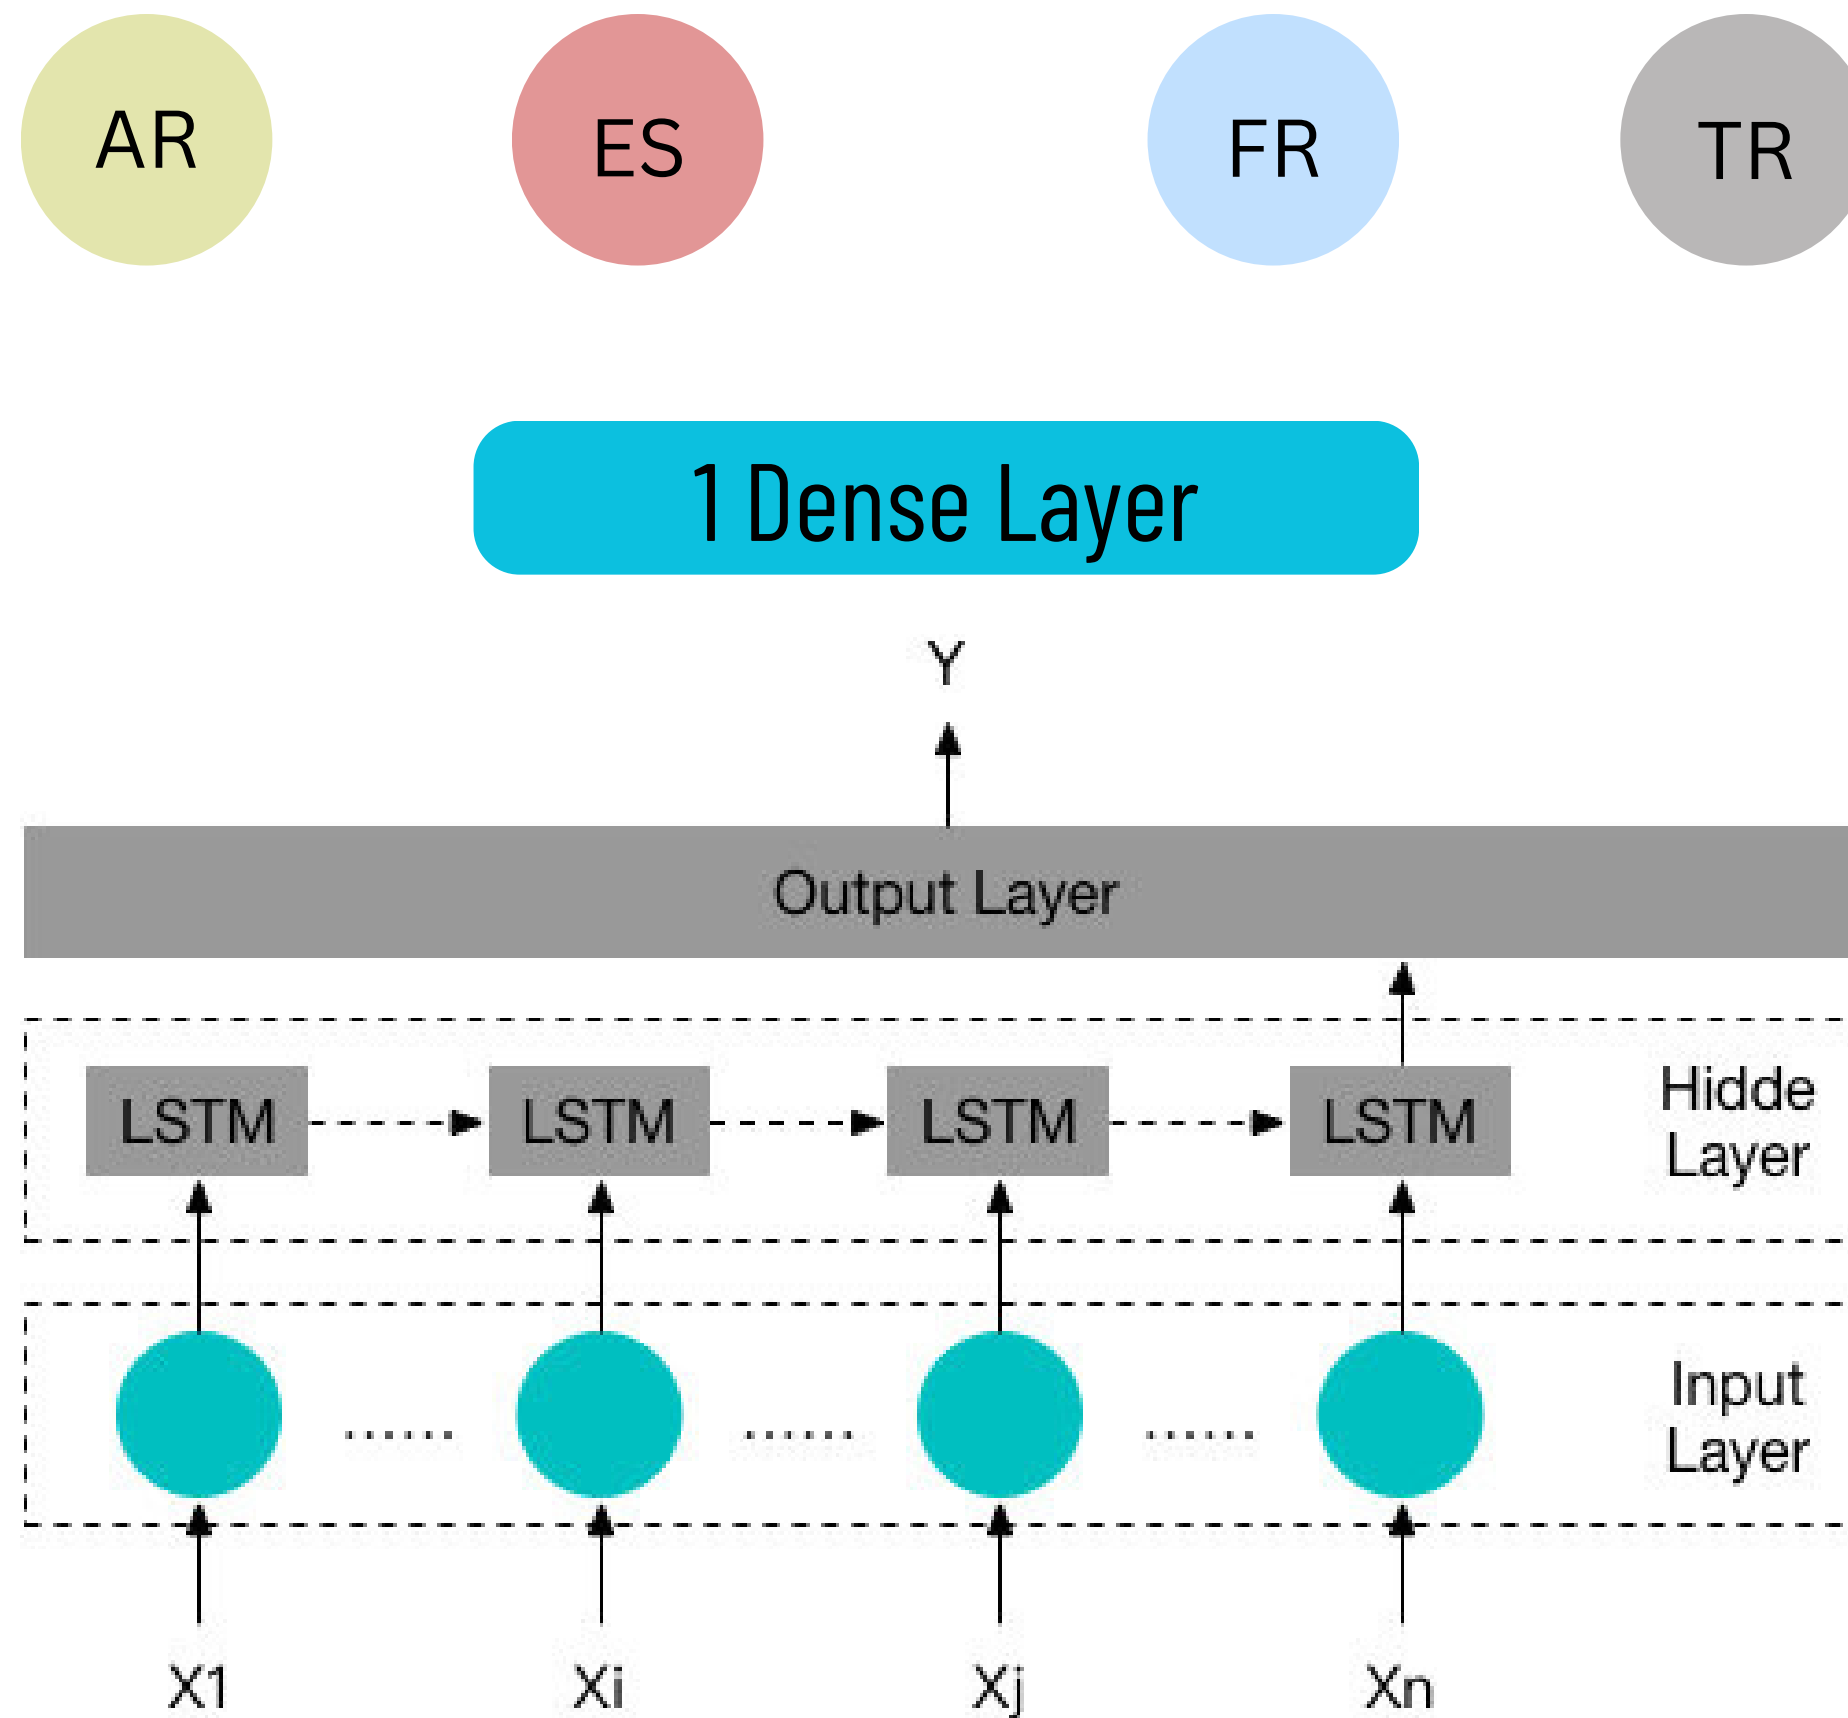 AR
ES
FR
TR
1 Dense Layer
Y
Output Layer
LSTM
LSTM
LSTM
LSTM
Hidde
Layer
Input
Layer
X1
Xi
Xj
Xn